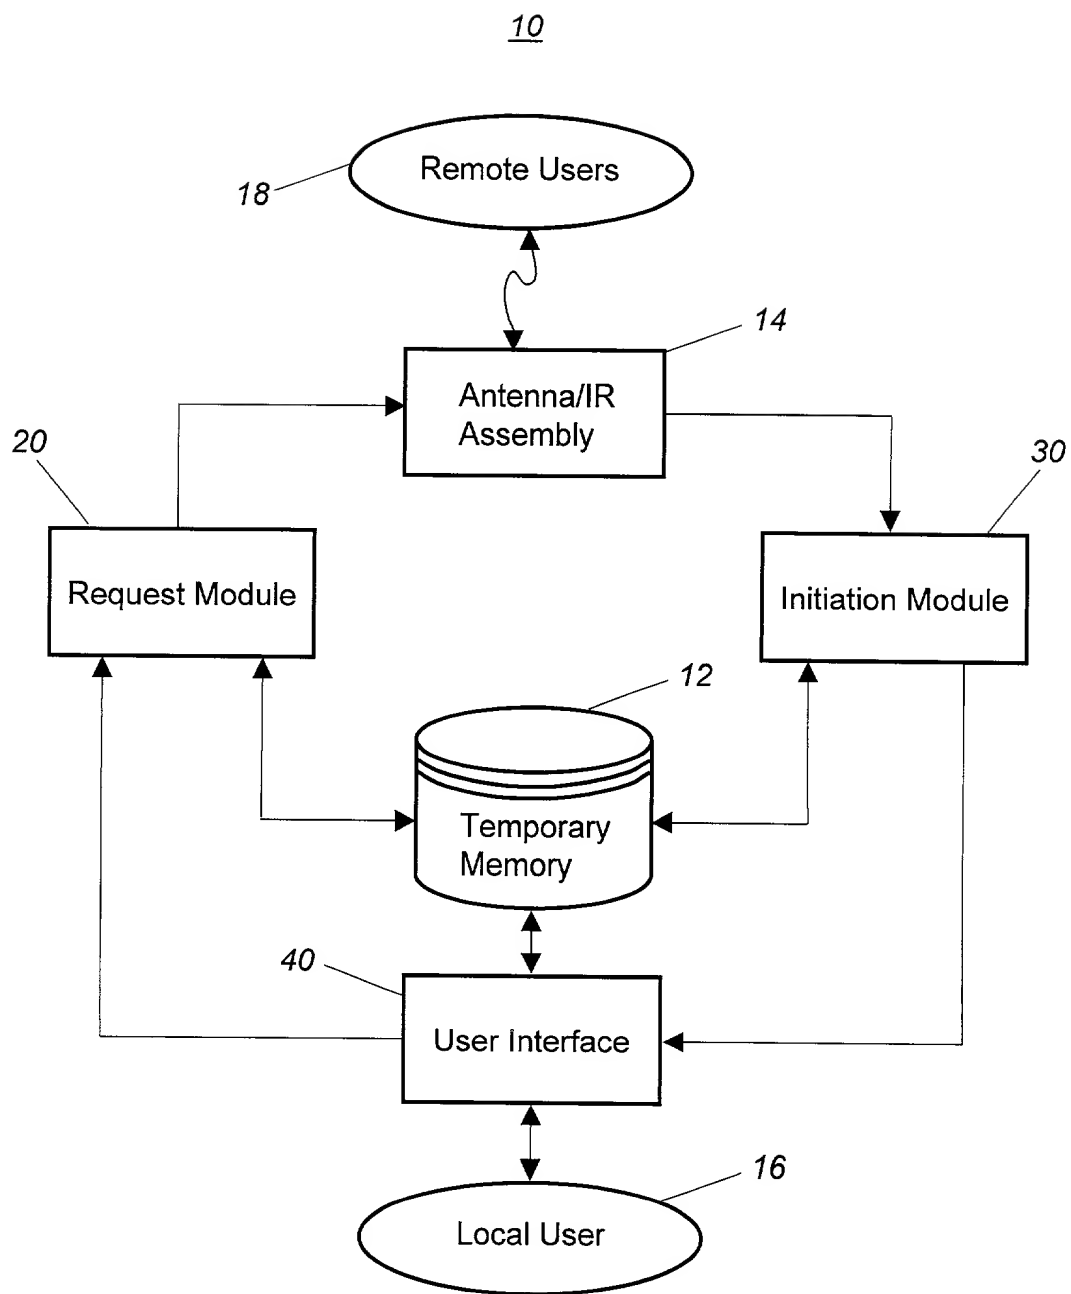 10
Remote Users
18
14
Antenna/IR
Assembly
20
30
Request Module
Initiation Module
12
Temporary
Memory
40
User Interface
16
Local User